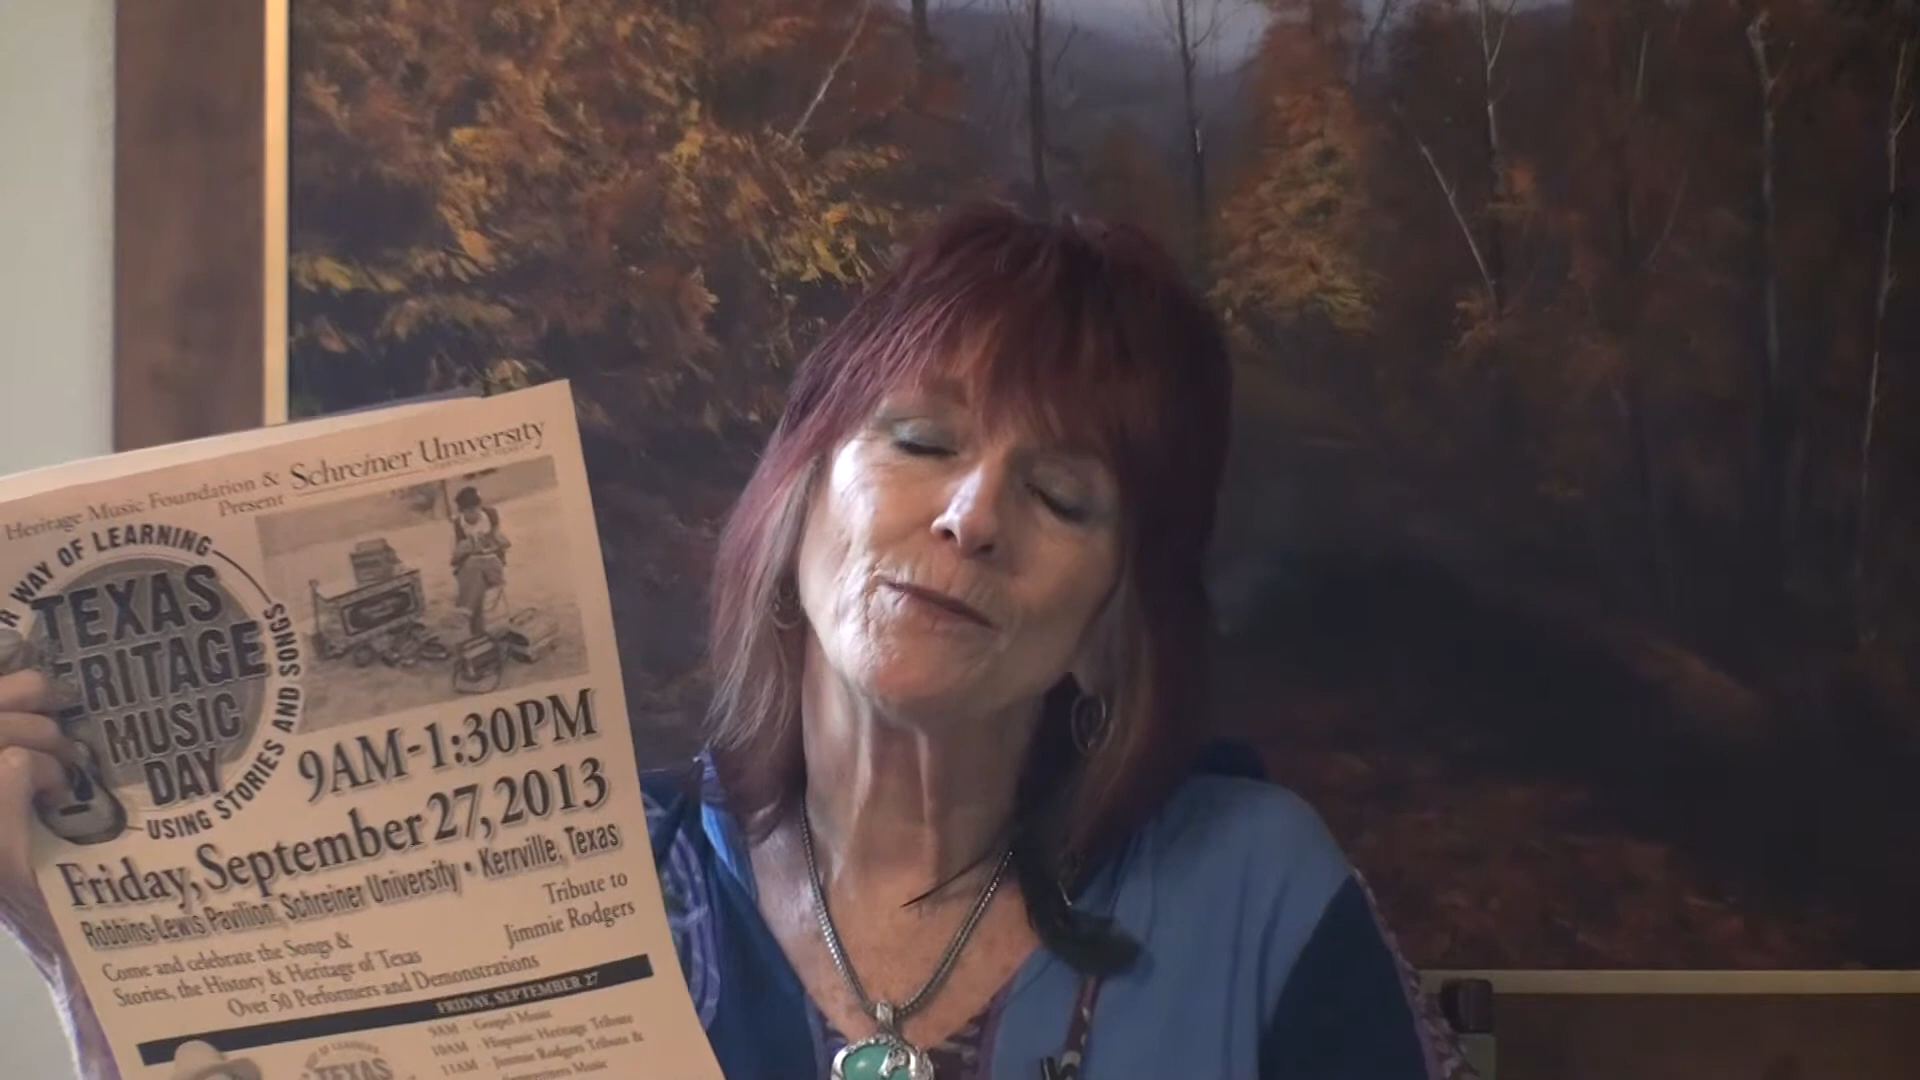 Heritage Music Foundation & Schreiner University
Present
R WAY OF LEARNING
TEXAS
ERITAGE
MUSIC
DAY
USING STORIES AND SONGS
9AM-1:30PM
Friday, September 27, 2013
Robbins-Lewis Pavilion, Schreiner University • Kerrville, Texas
Tribute to
Jimmie Rodgers
Come and celebrate the Songs &
Stories, the History & Heritage of Texas
Over 50 Performers and Demonstrations
FRIDAY, SEPTEMBER 27
9AM - Gospel Music
10AM - Hispanic Heritage Tribute
11AM - Jimmie Rodgers Tribute &
Music
OF LEARNING
TEXAS